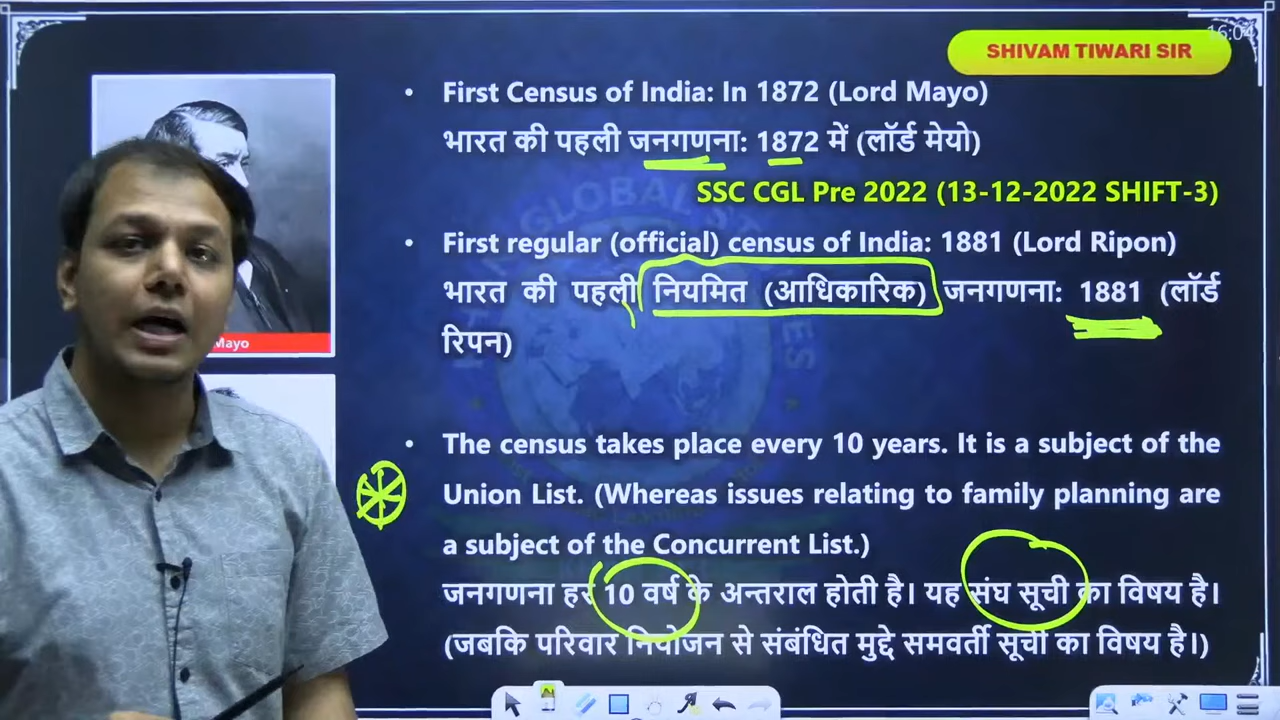 16:04
SHIVAM TIWARI SIR
• First Census of India: In 1872 (Lord Mayo)
भारत की पहली जनगणना: 1872 में (लॉर्ड मेयो)
SSC CGL Pre 2022 (13-12-2022 SHIFT-3)
• First regular (official) census of India: 1881 (Lord Ripon)
भारत की पहली नियमित (आधिकारिक) जनगणना: 1881 (लॉर्ड
रिपन)
Mayo
GLOBAL
• The census takes place every 10 years. It is a subject of the
Union List. (Whereas issues relating to family planning are
a subject of the Concurrent List.)
जनगणना हर 10 वर्ष के अन्तराल होती है। यह संघ सूची का विषय है।
(जबकि परिवार नियोजन से संबंधित मुद्दे समवर्ती सूची का विषय है।)